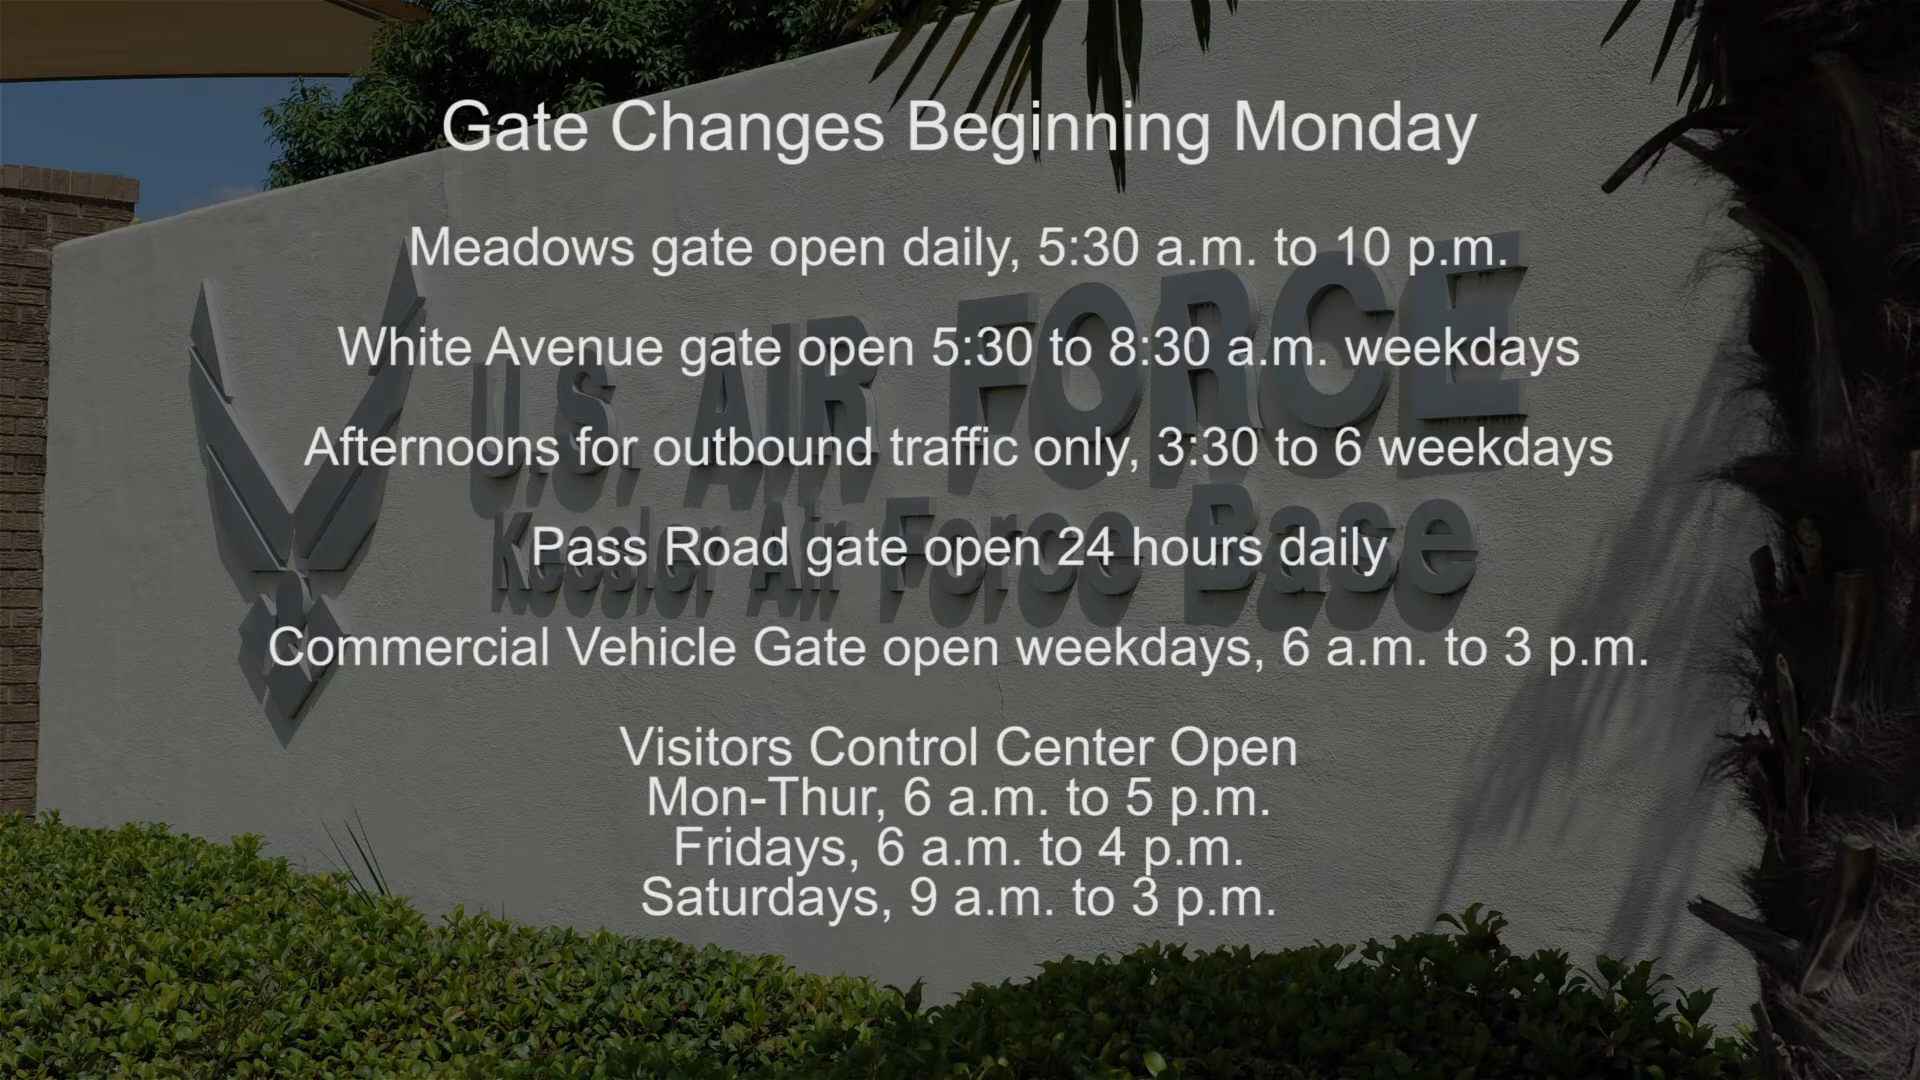 Gate Changes Beginning Monday
Meadows gate open daily, 5:30 a.m. to 10 p.m.
White Avenue gate open 5:30 to 8:30 a.m. weekdays
U.S. AIR FORCE
Afternoons for outbound traffic only, 3:30 to 6 weekdays
Keesler Air Force Base
Pass Road gate open 24 hours daily
Commercial Vehicle Gate open weekdays, 6 a.m. to 3 p.m.
Visitors Control Center Open
Mon-Thur, 6 a.m. to 5 p.m.
Fridays, 6 a.m. to 4 p.m.
Saturdays, 9 a.m. to 3 p.m.